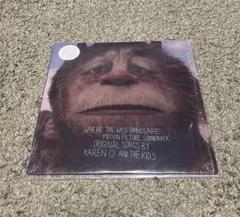 WHERE THE WILD THINGS ARE
MOTION PICTURE SOUNDTRACK
ORIGINAL SONGS BY
KAREN O AND THE KIDS